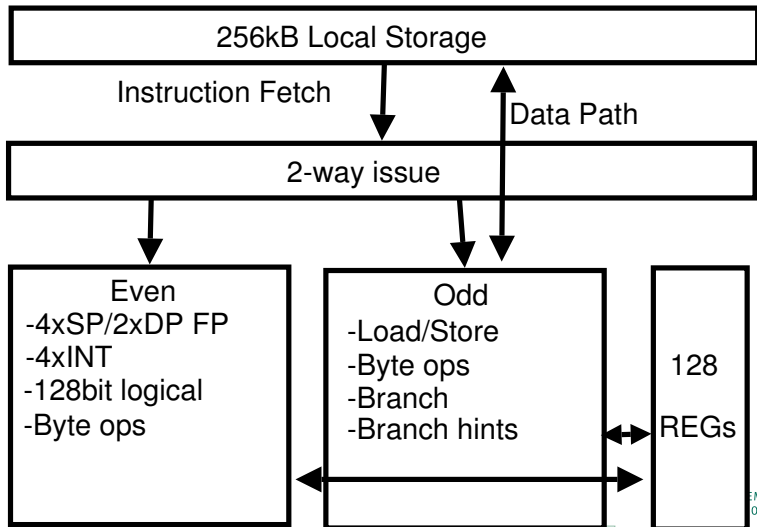 256kB Local Storage
Instruction Fetch
Data Path
2-way issue
Even
-4xSP/2xDP FP
-4xINT
-128bit logical
-Byte ops
Odd
-Load/Store
-Byte ops
-Branch
-Branch hints
128
REGs